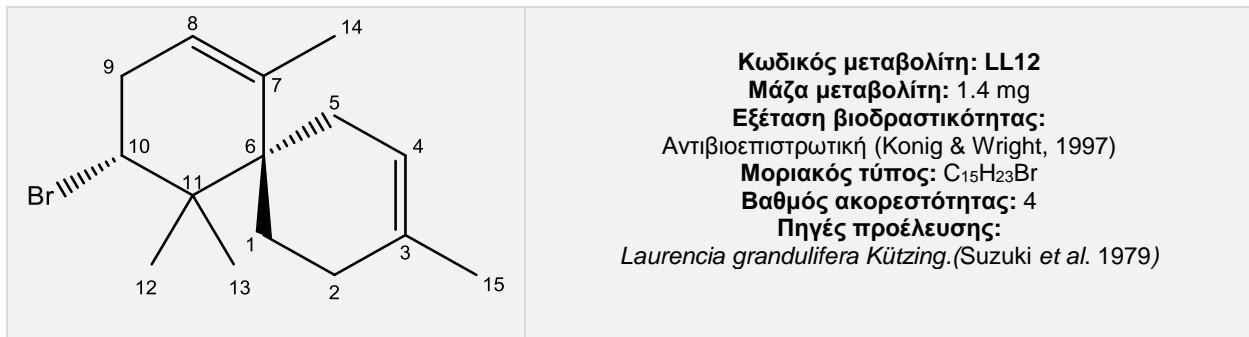 8
14
9
7
5
6
4
10
Br
11
1
3
12
13
2
15
Κωδικός μεταβολίτη: LL12
Μάζα μεταβολίτη: 1.4 mg
Εξέταση βιοδραστικότητας:
Αντιβιοεπιστρωτική (Konig & Wright, 1997)
Μοριακός τύπος: C₁₅H₂₃Br
Βαθμός ακορεστότητας: 4
Πηγές προέλευσης:
Laurencia grandulifera Kützing.(Suzuki et al. 1979)